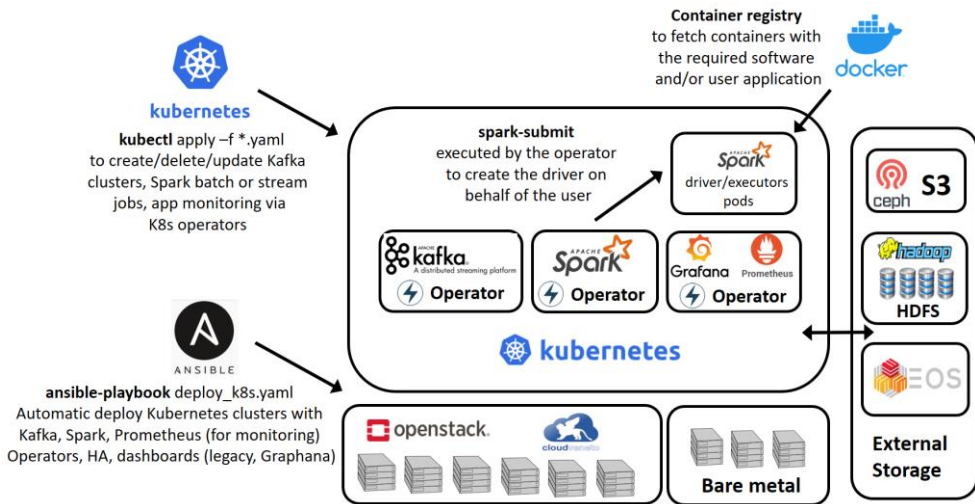 Container registry
to fetch containers with
the required software
and/or user application
docker
kubernetes
kubectl apply –f *.yaml
to create/delete/update Kafka
clusters, Spark batch or stream
jobs, app monitoring via
K8s operators
spark-submit
executed by the operator
to create the driver on
behalf of the user
APACHE
Spark
driver/executors
pods
ceph
S3
APACHE
kafka®
A distributed streaming platform
Operator
APACHE
Spark
Operator
Grafana
Prometheus
Operator
kubernetes
hadoop
HDFS
EOS
External
Storage
ANSIBLE
ansible-playbook deploy_k8s.yaml
Automatic deploy Kubernetes clusters with
Kafka, Spark, Prometheus (for monitoring)
Operators, HA, dashboards (legacy, Graphana)
openstack.
cloudveneto
Bare metal